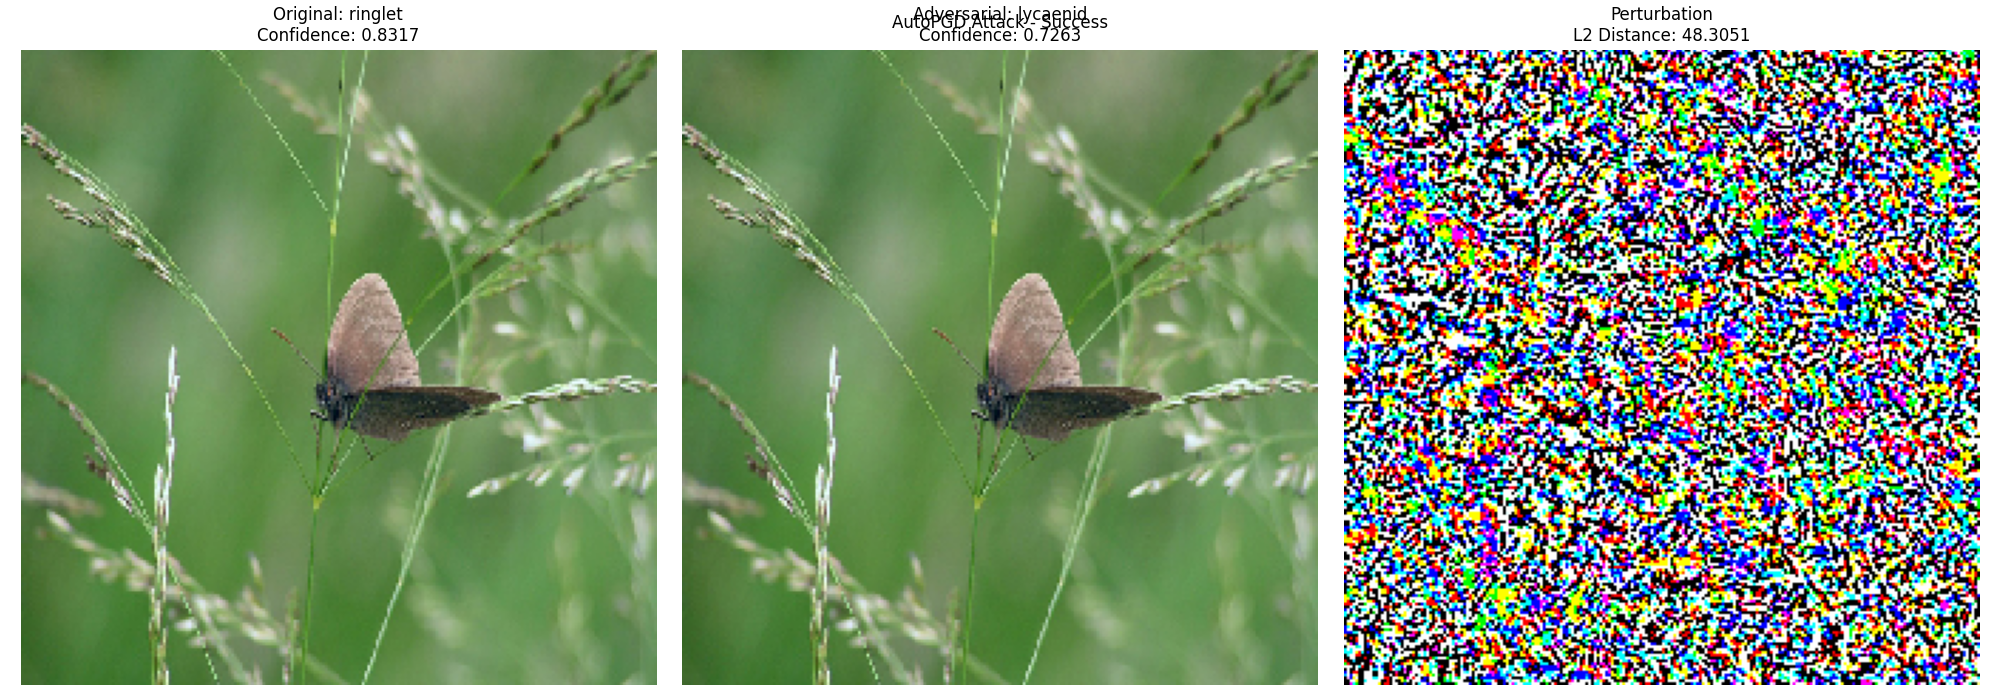 Original: ringlet
Confidence: 0.8317
Adversarial: lycaenid
AutoPGD Attack - Success
Confidence: 0.7263
Perturbation
L2 Distance: 48.3051